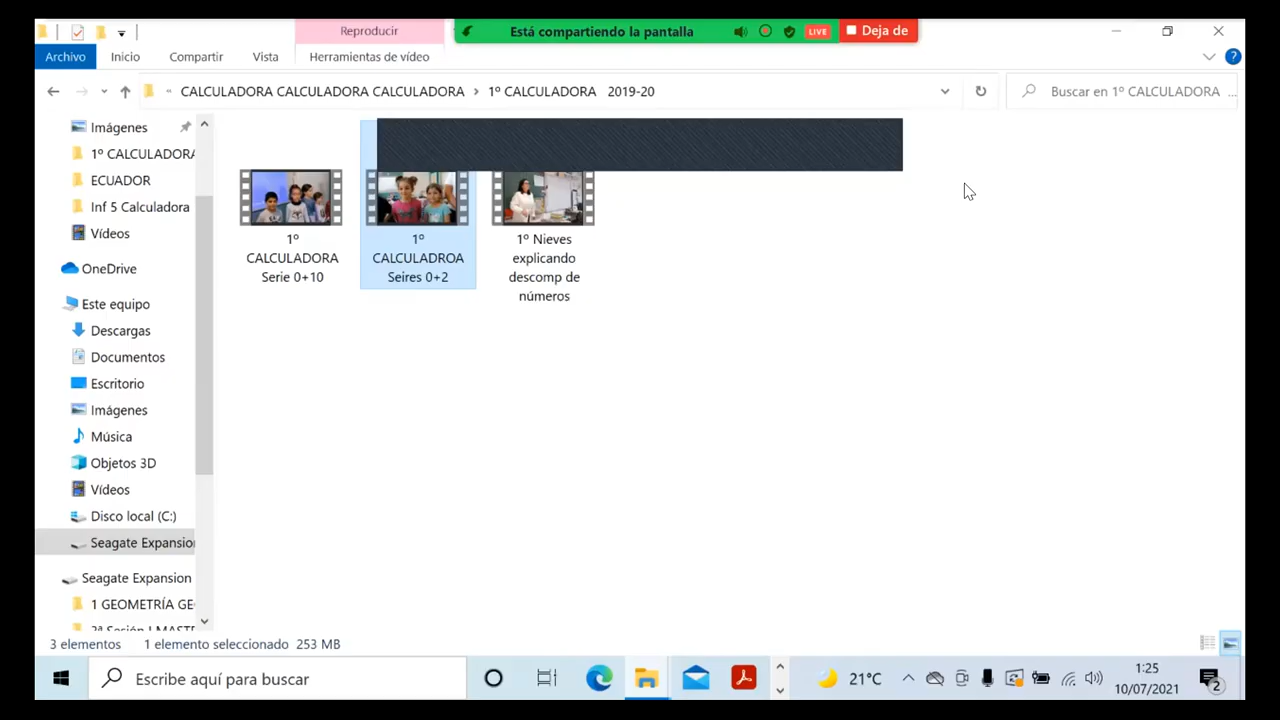 Reproducir
Está compartiendo la pantalla
LIVE
Deja de
Archivo
Inicio
Compartir
Vista
Herramientas de vídeo
?
« CALCULADORA CALCULADORA CALCULADORA > 1º CALCULADORA 2019-20
Buscar en 1º CALCULADORA ...
Imágenes
1º CALCULADORA
ECUADOR
Inf 5 Calculadora
Vídeos
OneDrive
Este equipo
Descargas
Documentos
Escritorio
Imágenes
Música
Objetos 3D
Vídeos
Disco local (C:)
Seagate Expansion
Seagate Expansion
1 GEOMETRÍA GE
2ª Sesión I MAST
1º
CALCULADORA
Serie 0+10
1º
CALCULADROA
Seires 0+2
1º Nieves
explicando
descomp de
números
3 elementos
1 elemento seleccionado 253 MB
Escribe aquí para buscar
21°C
1:25
10/07/2021
2